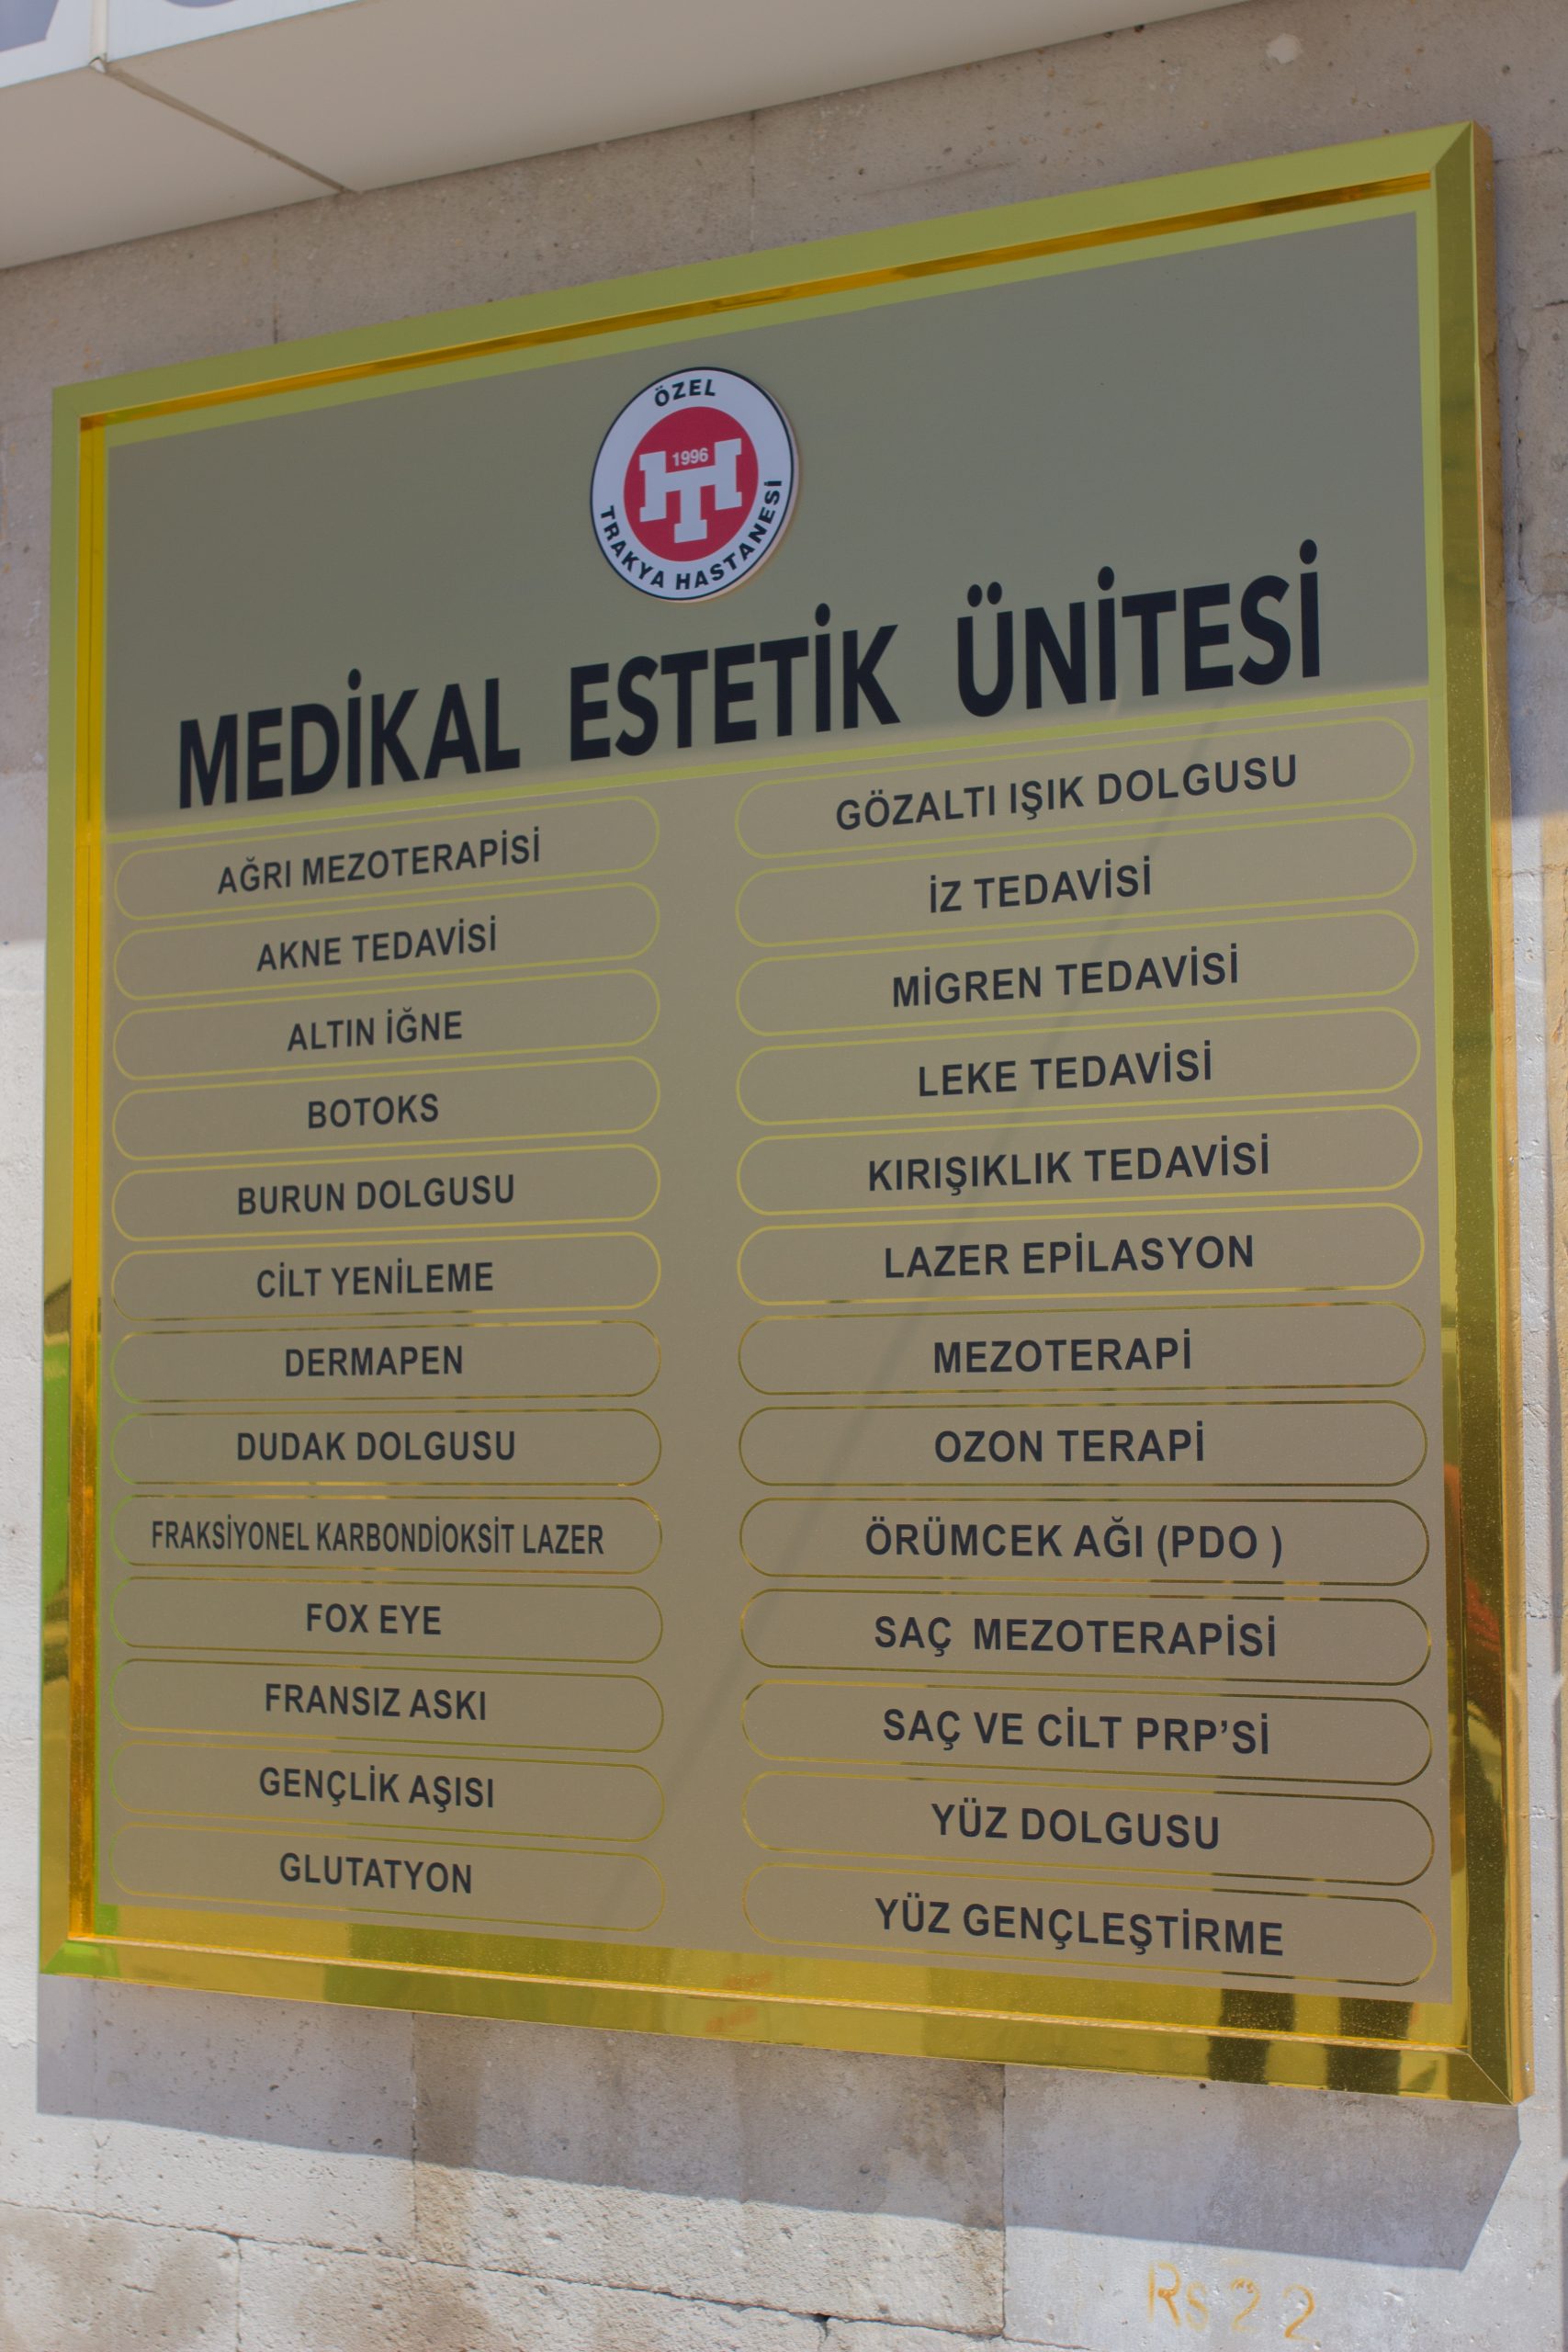 ÖZEL
1996
TRAKYA HASTANESİ
MEDİKAL ESTETİK ÜNİTESİ
AĞRI MEZOTERAPİSİ
AKNE TEDAVİSİ
ALTIN İĞNE
BOTOKS
BURUN DOLGUSU
CİLT YENİLEME
DERMAPEN
DUDAK DOLGUSU
FRAKSİYONEL KARBONDİOKSİT LAZER
FOX EYE
FRANSIZ ASKI
GENÇLİK AŞISI
GLUTATYON
GÖZALTI IŞIK DOLGUSU
İZ TEDAVİSİ
MİGREN TEDAVİSİ
LEKE TEDAVİSİ
KIRIŞIKLIK TEDAVİSİ
LAZER EPİLASYON
MEZOTERAPİ
OZON TERAPİ
ÖRÜMCEK AĞI (PDO )
SAÇ MEZOTERAPİSİ
SAÇ VE CİLT PRP’Sİ
YÜZ DOLGUSU
YÜZ GENÇLEŞTİRME
Rs 22